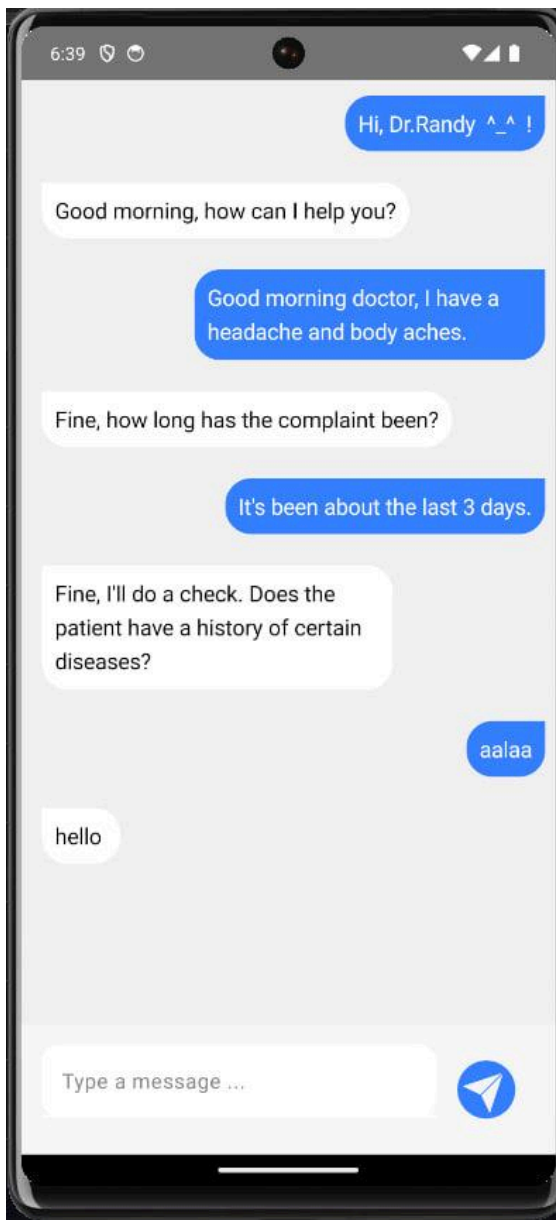 6:39
Hi, Dr.Randy ^_^ !
Good morning, how can I help you?
Good morning doctor, I have a
headache and body aches.
Fine, how long has the complaint been?
It's been about the last 3 days.
Fine, I'll do a check. Does the
patient have a history of certain
diseases?
aalaa
hello
Type a message ...